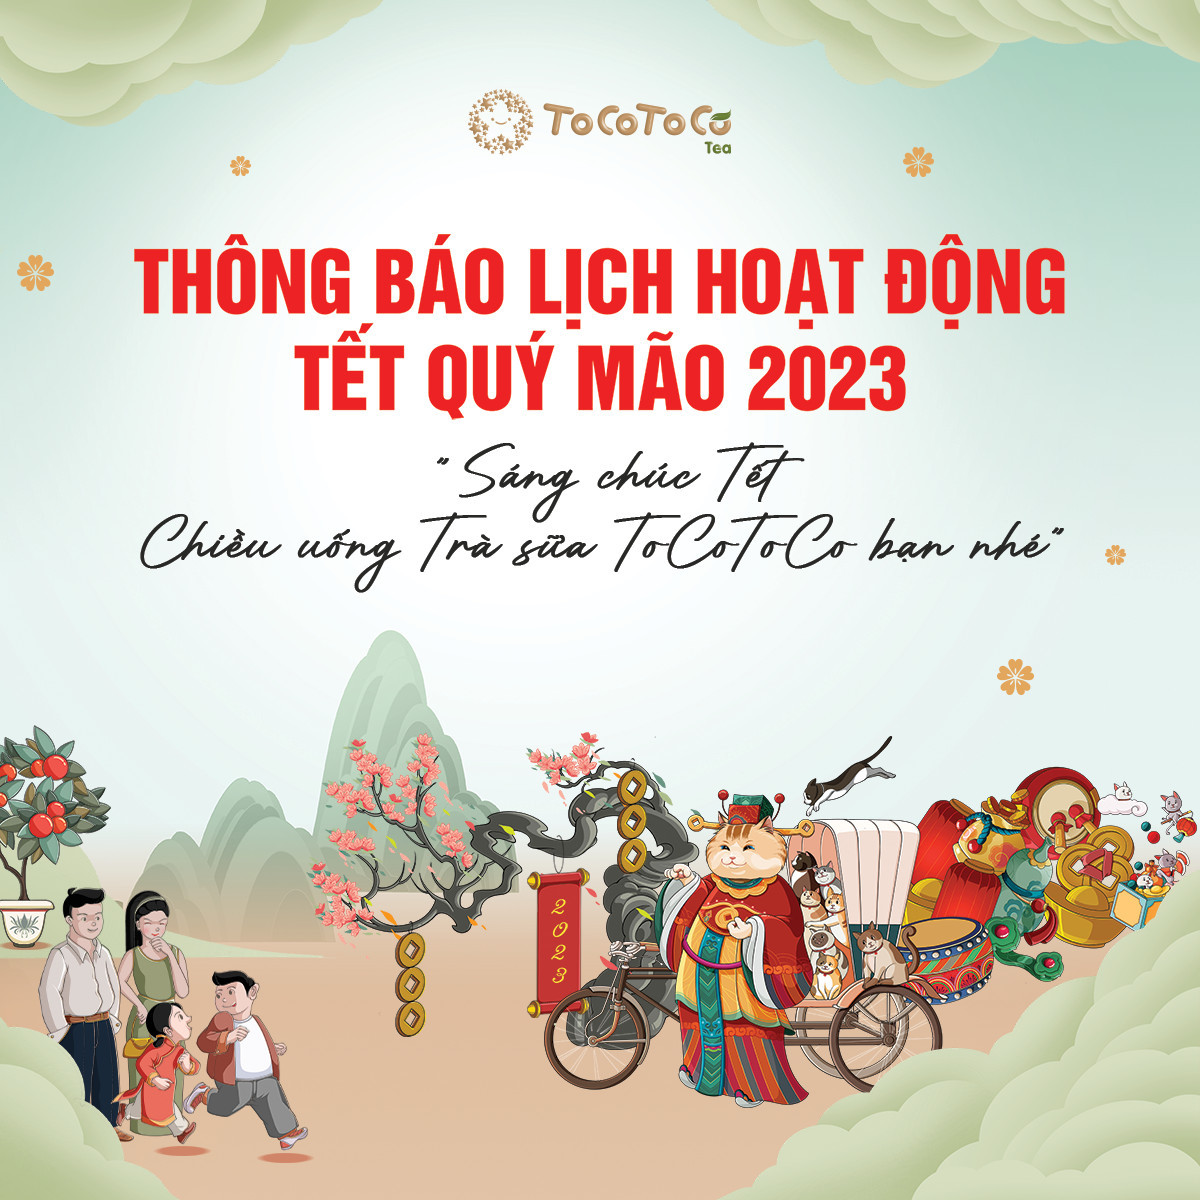 ToCoToCo
Tea
THÔNG BÁO LỊCH HOẠT ĐỘNG
TẾT QUÝ MÃO 2023
"Sáng chúc Tết
Chiều uống Trà sữa ToCoToCo bạn nhé"
2023